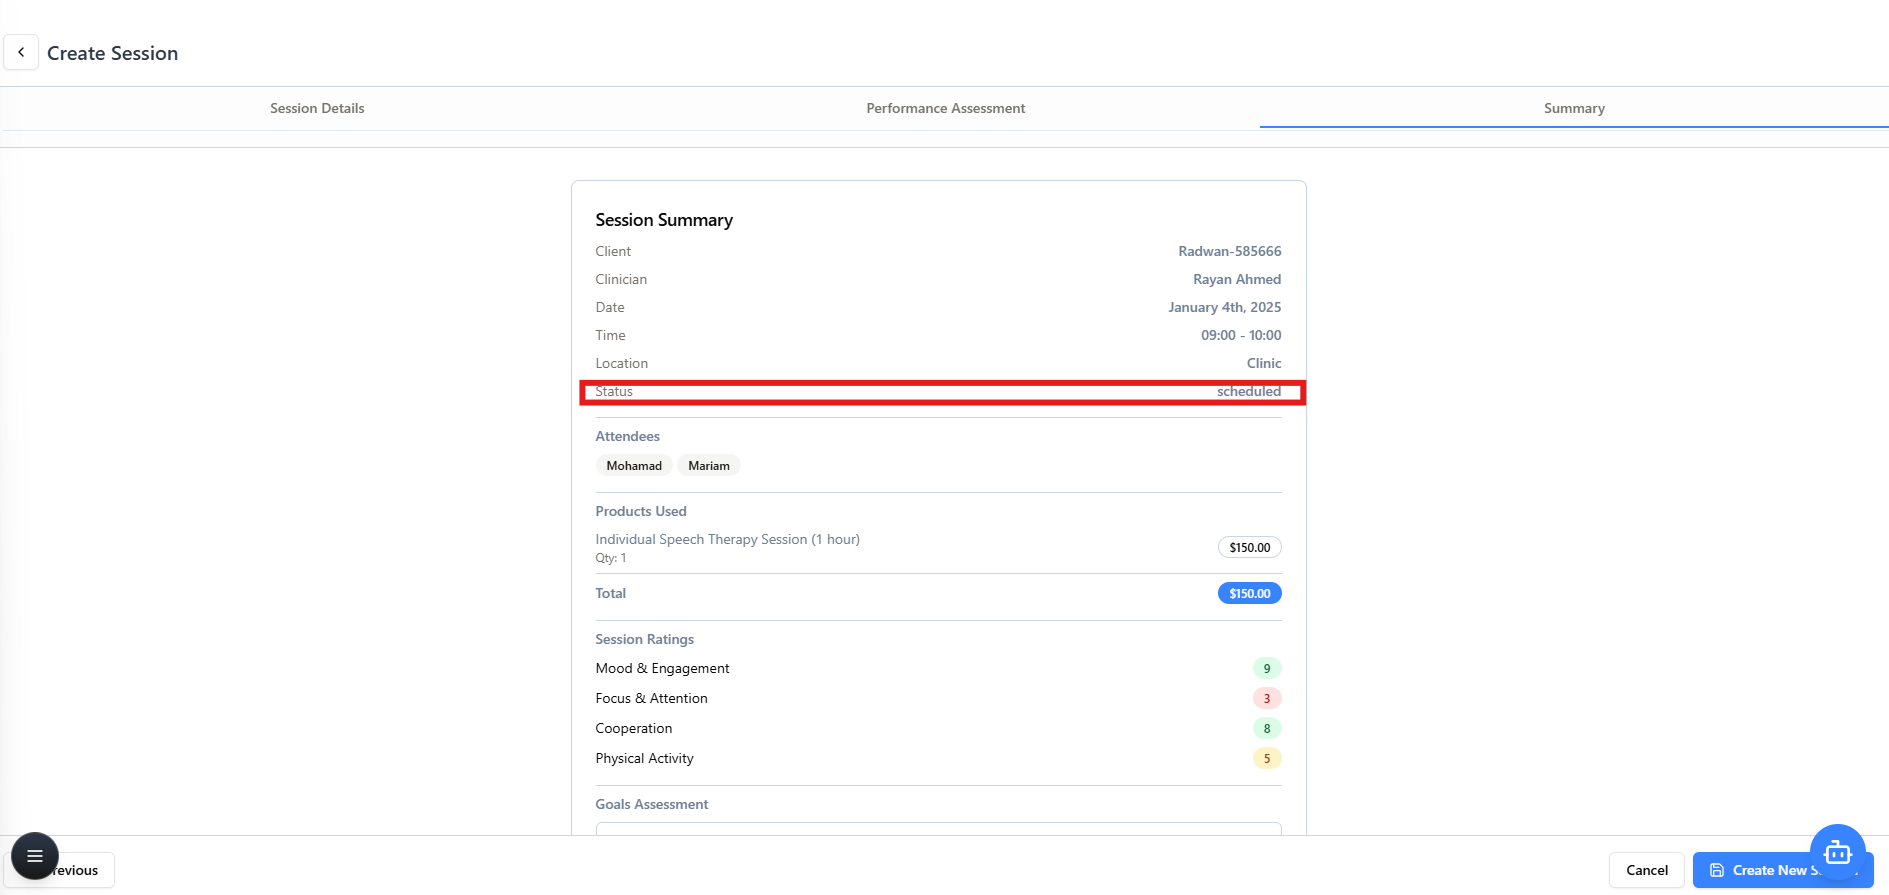 Create Session
Session Details Performance Assessment Summary
Session Summary
Client Radwan-585666
Clinician Rayan Ahmed
Date January 4th, 2025
Time 09:00 - 10:00
Location Clinic
Status scheduled
Attendees
Mohamad Mariam
Products Used
Individual Speech Therapy Session (1 hour) $150.00
Qty: 1
Total $150.00
Session Ratings
Mood & Engagement 9
Focus & Attention 3
Cooperation 8
Physical Activity 5
Goals Assessment
Cancel Create New